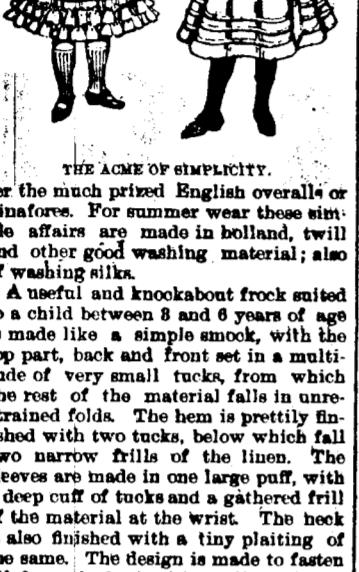 THE ACME OF SIMPLICITY.
er the much prized English overalls or
inafores. For summer wear these sim-
le affairs are made in holland, twill
nd other good washing material; also
f washing silks.
A useful and knookabout frock suited
o a child between 3 and 6 years of age
s made like a simple smock, with the
op part, back and front set in a multi-
ude of very small tucks, from which
he rest of the material falls in unre-
trained folds. The hem is prettily fin-
shed with two tucks, below which fall
wo narrow frills of the linen. The
leeves are made in one large puff, with
deep cuff of tucks and a gathered frill
f the material at the wrist. The neck
also finished with a tiny plaiting of
he same. The design is made to fasten